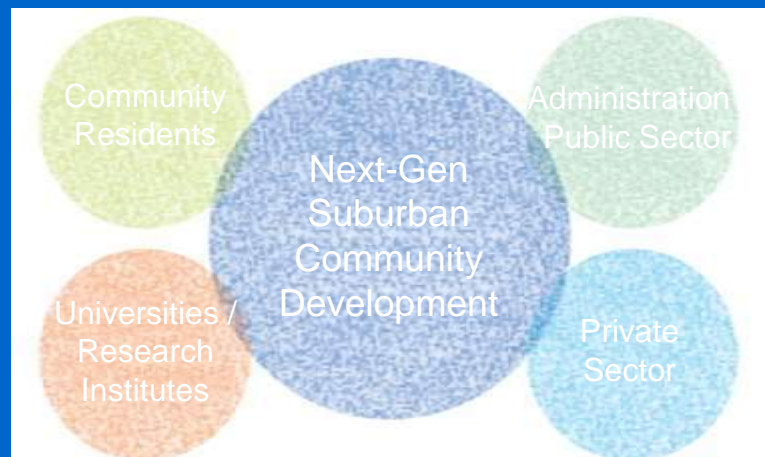 Community
Residents
Administration
Public Sector
Next-Gen
Suburban
Community
Development
Universities /
Research
Institutes
Private
Sector